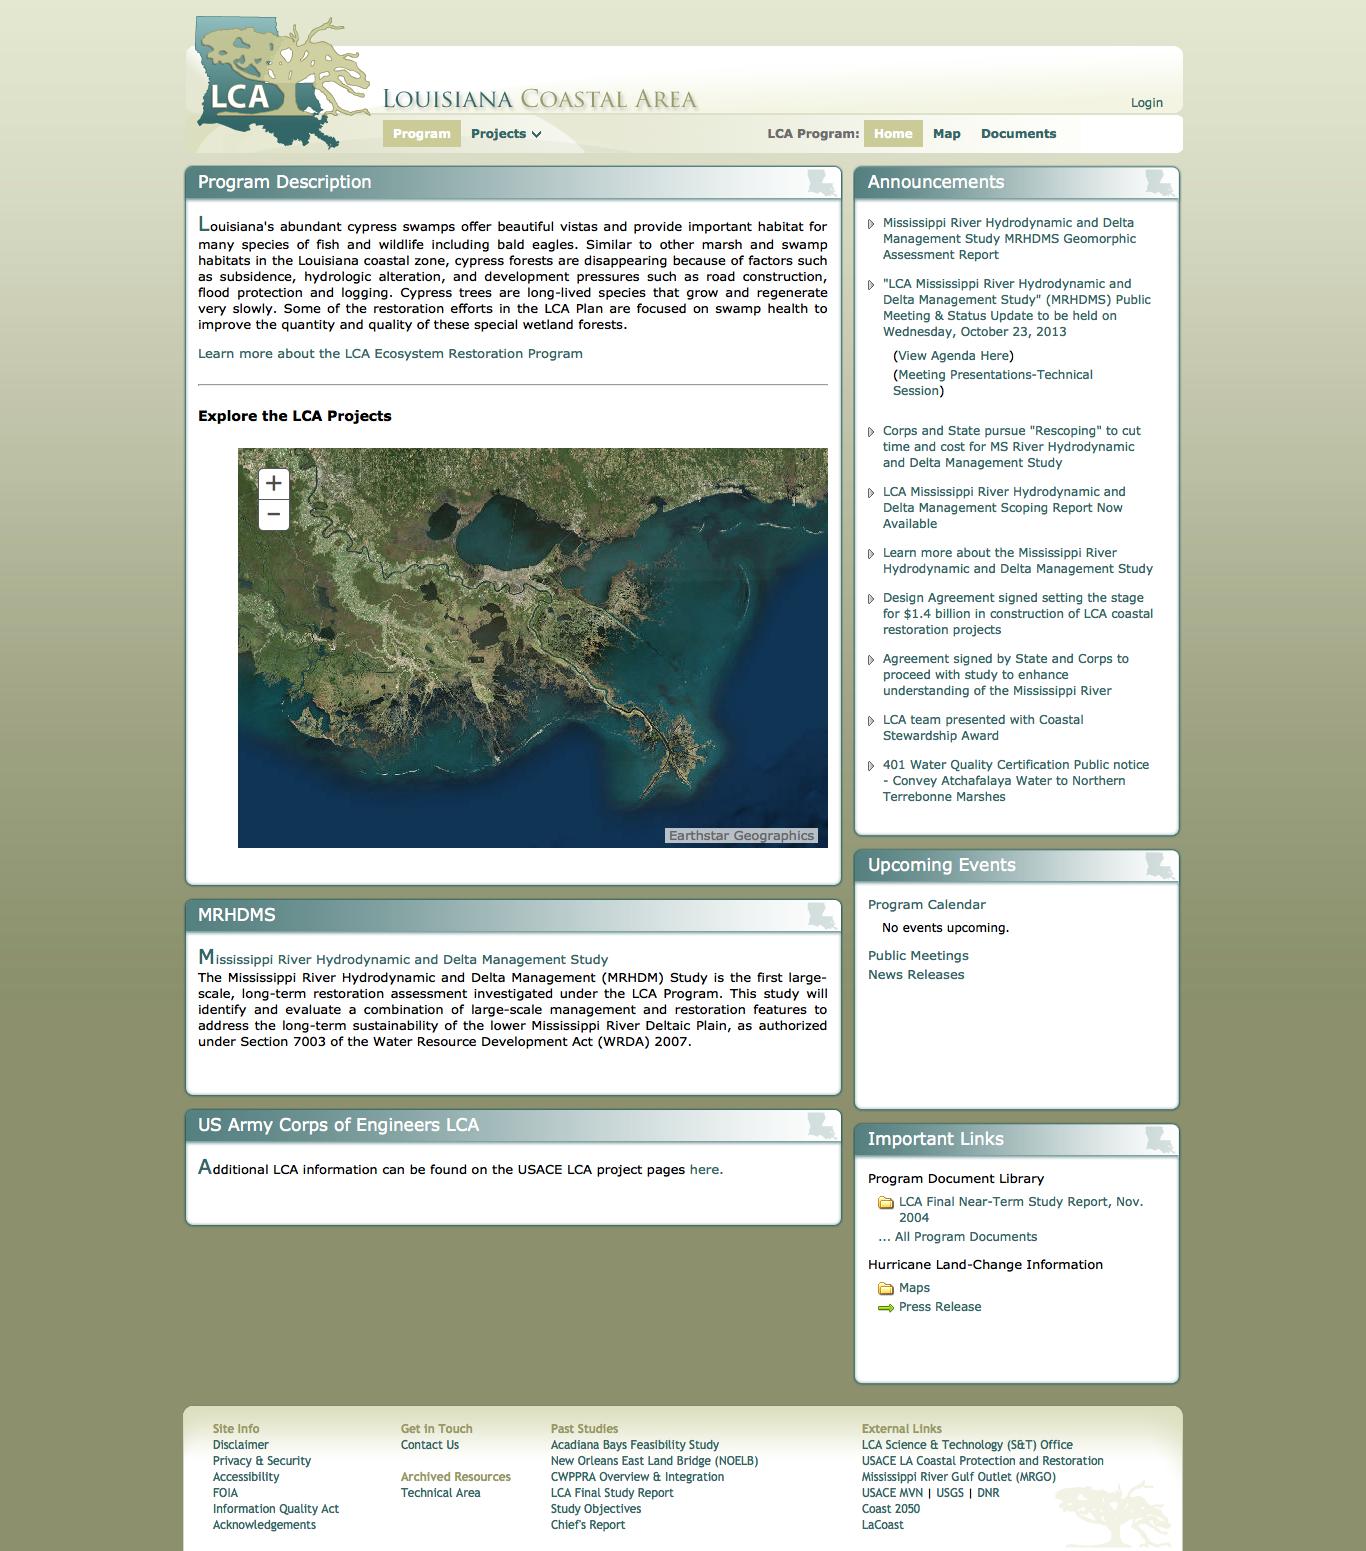 LCA
LOUISIANA COASTAL AREA
Login
Program
Projects
LCA Program:
Home
Map
Documents
Program Description
Louisiana's abundant cypress swamps offer beautiful vistas and provide important habitat for
many species of fish and wildlife including bald eagles. Similar to other marsh and swamp
habitats in the Louisiana coastal zone, cypress forests are disappearing because of factors such
as subsidence, hydrologic alteration, and development pressures such as road construction,
flood protection and logging. Cypress trees are long-lived species that grow and regenerate
very slowly. Some of the restoration efforts in the LCA Plan are focused on swamp health to
improve the quantity and quality of these special wetland forests.
Learn more about the LCA Ecosystem Restoration Program
Explore the LCA Projects
+
−
Earthstar Geographics
MRHDMS
Mississippi River Hydrodynamic and Delta Management Study
The Mississippi River Hydrodynamic and Delta Management (MRHDM) Study is the first large-
scale, long-term restoration assessment investigated under the LCA Program. This study will
identify and evaluate a combination of large-scale management and restoration features to
address the long-term sustainability of the lower Mississippi River Deltaic Plain, as authorized
under Section 7003 of the Water Resource Development Act (WRDA) 2007.
US Army Corps of Engineers LCA
Additional LCA information can be found on the USACE LCA project pages here.
Announcements
Mississippi River Hydrodynamic and Delta
Management Study MRHDMS Geomorphic
Assessment Report
"LCA Mississippi River Hydrodynamic and
Delta Management Study" (MRHDMS) Public
Meeting & Status Update to be held on
Wednesday, October 23, 2013
(View Agenda Here)
(Meeting Presentations-Technical
Session)
Corps and State pursue "Rescoping" to cut
time and cost for MS River Hydrodynamic
and Delta Management Study
LCA Mississippi River Hydrodynamic and
Delta Management Scoping Report Now
Available
Learn more about the Mississippi River
Hydrodynamic and Delta Management Study
Design Agreement signed setting the stage
for $1.4 billion in construction of LCA coastal
restoration projects
Agreement signed by State and Corps to
proceed with study to enhance
understanding of the Mississippi River
LCA team presented with Coastal
Stewardship Award
401 Water Quality Certification Public notice
- Convey Atchafalaya Water to Northern
Terrebonne Marshes
Upcoming Events
Program Calendar
No events upcoming.
Public Meetings
News Releases
Important Links
Program Document Library
LCA Final Near-Term Study Report, Nov.
2004
... All Program Documents
Hurricane Land-Change Information
Maps
Press Release
Site Info
Disclaimer
Privacy & Security
Accessibility
FOIA
Information Quality Act
Acknowledgements
Get in Touch
Contact Us
Archived Resources
Technical Area
Past Studies
Acadiana Bays Feasibility Study
New Orleans East Land Bridge (NOELB)
CWPPRA Overview & Integration
LCA Final Study Report
Study Objectives
Chief's Report
External Links
LCA Science & Technology (S&T) Office
USACE LA Coastal Protection and Restoration
Mississippi River Gulf Outlet (MRGO)
USACE MVN | USGS | DNR
Coast 2050
LaCoast